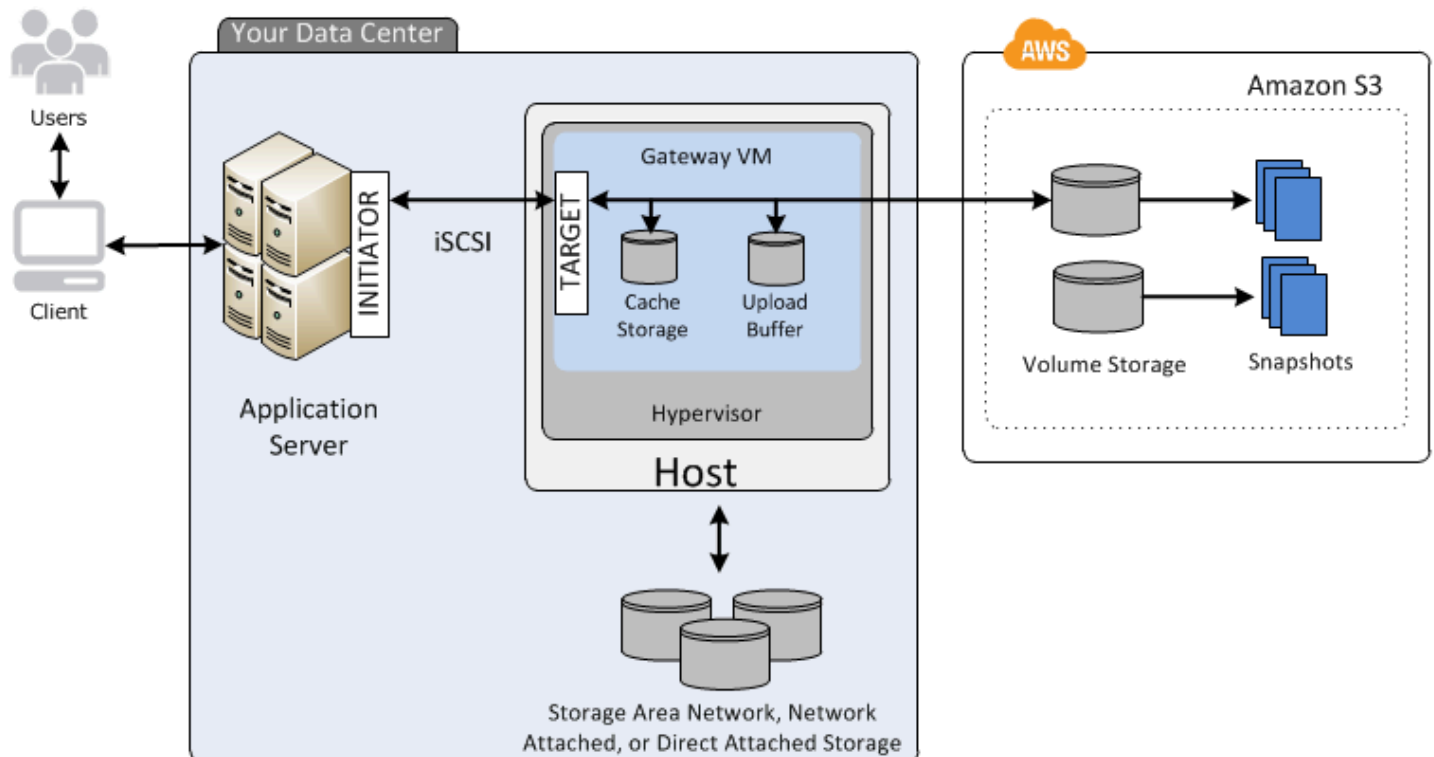 Your Data Center
AWS
Amazon S3
Users
Client
Application
Server
INITIATOR
iSCSI
TARGET
Gateway VM
Cache
Storage
Upload
Buffer
Hypervisor
Host
Storage Area Network, Network
Attached, or Direct Attached Storage
Volume Storage
Snapshots